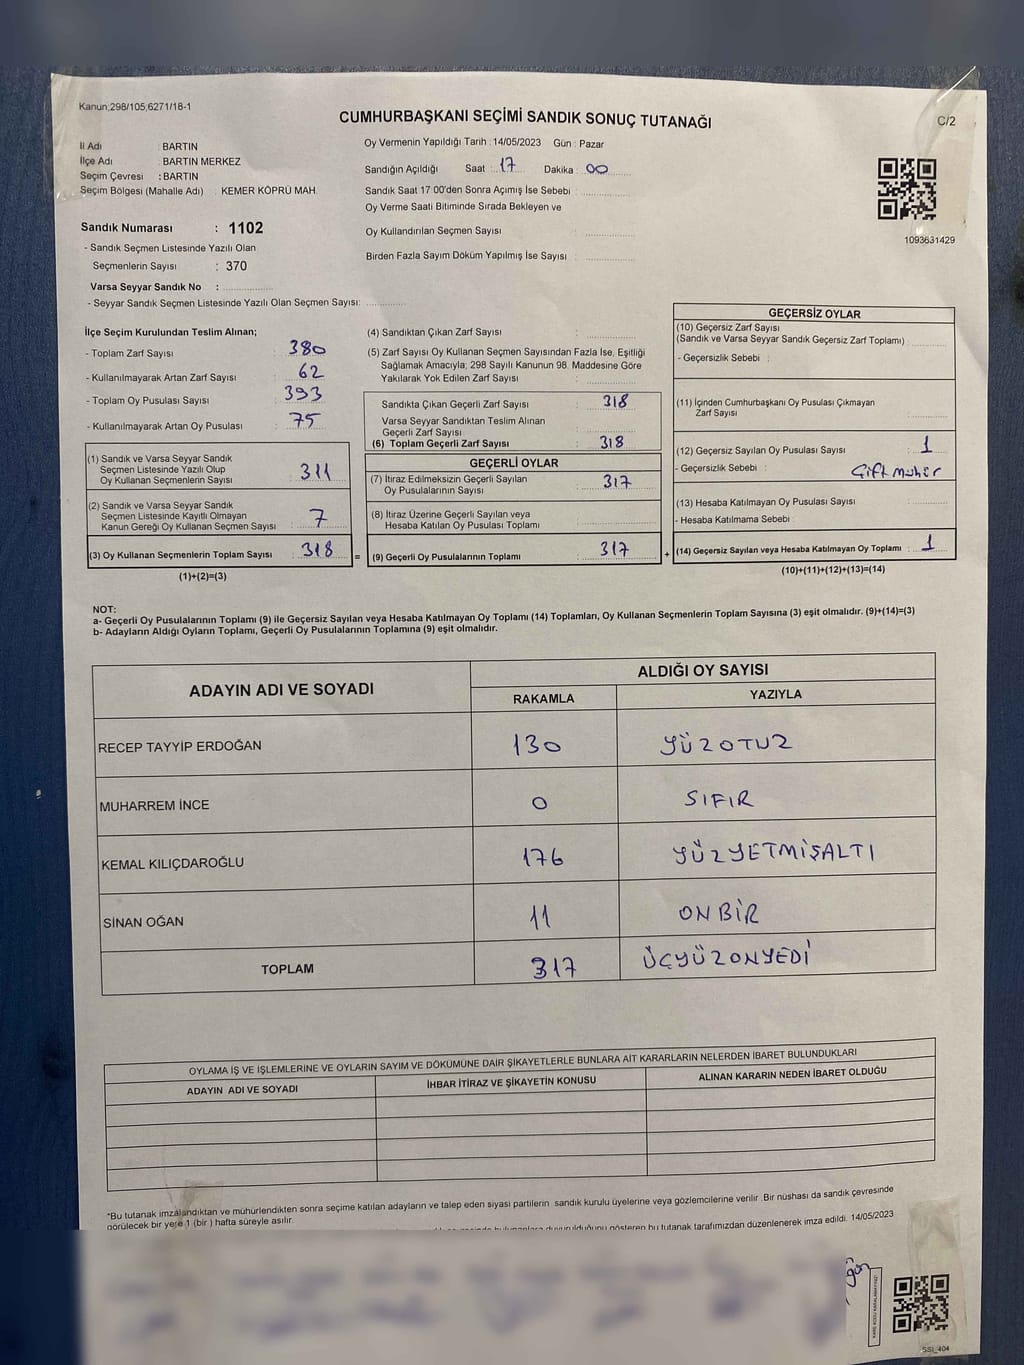 Kanun;298/105,6271/18-1
CUMHURBAŞKANI SEÇİMİ SANDIK SONUÇ TUTANAĞI
C/2
İl Adı : BARTIN
İlçe Adı : BARTIN MERKEZ
Seçim Çevresi : BARTIN
Seçim Bölgesi (Mahalle Adı) : KEMER KÖPRÜ MAH.
Oy Vermenin Yapıldığı Tarih : 14/05/2023 Gün : Pazar
Sandığın Açıldığı Saat : 17 Dakika : 00
Sandık Saat 17:00'den Sonra Açımış İse Sebebi :
Oy Verme Saati Bitiminde Sırada Bekleyen ve
Oy Kullandırılan Seçmen Sayısı :
Birden Fazla Sayım Döküm Yapılmış İse Sayısı :
1093631429
Sandık Numarası : 1102
- Sandık Seçmen Listesinde Yazılı Olan
Seçmenlerin Sayısı : 370
Varsa Seyyar Sandık No :
- Seyyar Sandık Seçmen Listesinde Yazılı Olan Seçmen Sayısı:
İlçe Seçim Kurulundan Teslim Alınan;
- Toplam Zarf Sayısı : 380
- Kullanılmayarak Artan Zarf Sayısı : 62
- Toplam Oy Pusulası Sayısı : 393
- Kullanılmayarak Artan Oy Pusulası : 75
(1) Sandık ve Varsa Seyyar Sandık
Seçmen Listesinde Yazılı Olup
Oy Kullanan Seçmenlerin Sayısı : 311
(2) Sandık ve Varsa Seyyar Sandık
Seçmen Listesinde Kayıtlı Olmayan
Kanun Gereği Oy Kullanan Seçmen Sayısı : 7
(3) Oy Kullanan Seçmenlerin Toplam Sayısı : 318
(1)+(2)=(3)
=
(4) Sandıktan Çıkan Zarf Sayısı :
(5) Zarf Sayısı Oy Kullanan Seçmen Sayısından Fazla İse, Eşitliği
Sağlamak Amacıyla; 298 Sayılı Kanunun 98. Maddesine Göre
Yakılarak Yok Edilen Zarf Sayısı :
Sandıkta Çıkan Geçerli Zarf Sayısı : 318
Varsa Seyyar Sandıktan Teslim Alınan
Geçerli Zarf Sayısı :
(6) Toplam Geçerli Zarf Sayısı : 318
GEÇERLİ OYLAR
(7) İtiraz Edilmeksizin Geçerli Sayılan
Oy Pusulalarının Sayısı : 317
(8) İtiraz Üzerine Geçerli Sayılan veya
Hesaba Katılan Oy Pusulası Toplamı :
(9) Geçerli Oy Pusulalarının Toplamı : 317
+
GEÇERSİZ OYLAR
(10) Geçersiz Zarf Sayısı
(Sandık ve Varsa Seyyar Sandık Geçersiz Zarf Toplamı) :
- Geçersizlik Sebebi :
(11) İçinden Cumhurbaşkanı Oy Pusulası Çıkmayan
Zarf Sayısı :
(12) Geçersiz Sayılan Oy Pusulası Sayısı : 1
- Geçersizlik Sebebi : Çift Mühür
(13) Hesaba Katılmayan Oy Pusulası Sayısı :
- Hesaba Katılmama Sebebi :
(14) Geçersiz Sayılan veya Hesaba Katılmayan Oy Toplamı : 1
(10)+(11)+(12)+(13)=(14)
NOT:
a- Geçerli Oy Pusulaları Toplamı (9) ile Geçersiz Sayılan veya Hesaba Katılmayan Oy Toplamı (14) Toplamları, Oy Kullanan Seçmenlerin Toplam Sayısına (3) eşit olmalıdır. (9)+(14)=(3)
b- Adayların Aldığı Oyların Toplamı, Geçerli Oy Pusulalarının Toplamına (9) eşit olmalıdır.
ADAYIN ADI VE SOYADI ALDIĞI OY SAYISI
RAKAMLA YAZIYLA
RECEP TAYYİP ERDOĞAN 130 YÜZOTUZ
MUHARREM İNCE 0 SIFIR
KEMAL KILIÇDAROĞLU 176 YÜZYETMİŞALTI
SİNAN OĞAN 11 ONBİR
TOPLAM 317 ÜÇYÜZONYEDİ
OYLAMA İŞ VE İŞLEMLERİNE VE OYLARIN SAYIM VE DÖKÜMÜNE DAİR ŞİKAYETLERLE BUNLARA AİT KARARLARIN NELERDEN İBARET BULUNDUKLARI
ADAYIN ADI VE SOYADI İHBAR İTİRAZ VE ŞİKAYETİN KONUSU ALINAN KARARIN NEDEN İBARET OLDUĞU
*Bu tutanak imzalandıktan ve mühürlendikten sonra seçime katılan adayların ve talep eden siyasi partilerin sandık kurulu üyelerine veya gözlemcilerine verilir. Bir nüshası da sandık çevresinde
görülecek bir yere 1 (bir) hafta süreyle asılır.
duyurulduğunu gösteren bu tutanak tarafımızdan düzenlenerek imza edildi. 14/05/2023
SSI_404